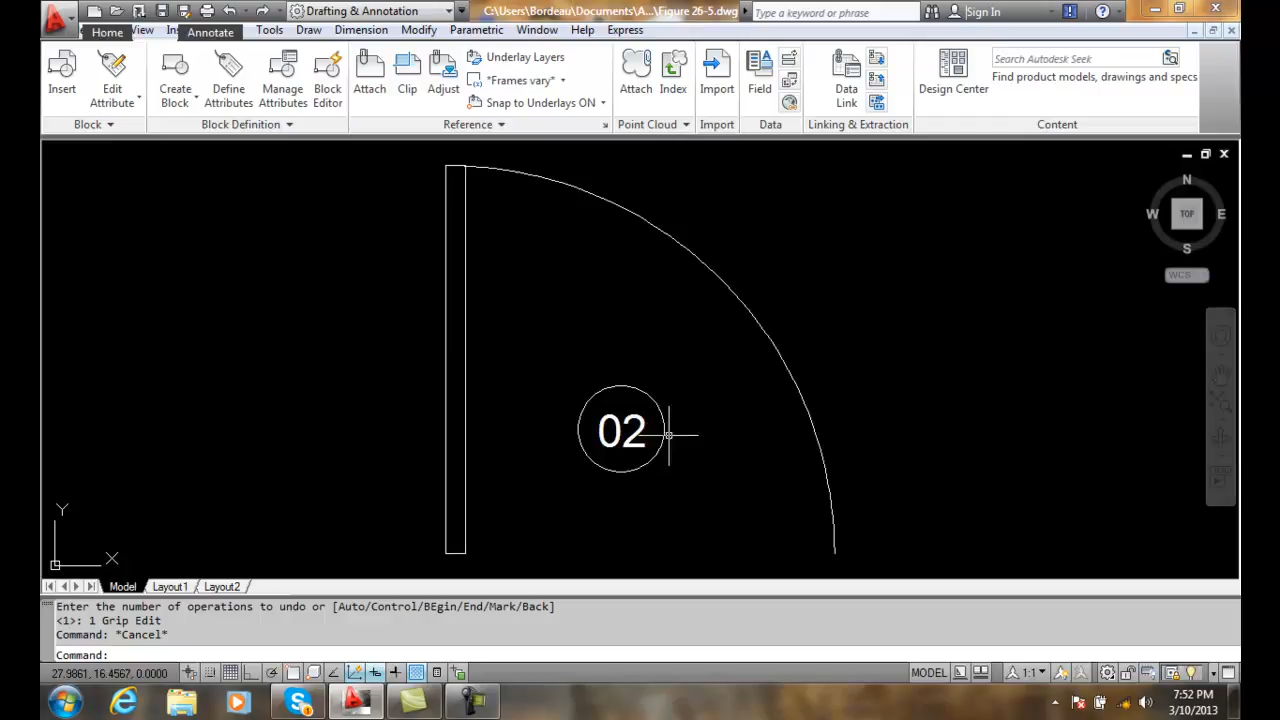 Drafting & Annotation
C:\Users\Bordeau\Documents\A...\Figure 26-5.dwg
Type a keyword or phrase
Sign In
Home
View
Ins
Annotate
Tools
Draw
Dimension
Modify
Parametric
Window
Help
Express
Insert
Edit Attribute
Create Block
Define Attributes
Manage Attributes
Block Editor
Attach
Clip
Adjust
Underlay Layers
*Frames vary*
Snap to Underlays ON
Attach
Index
Import
Field
Data Link
Design Center
Search Autodesk Seek
Find product models, drawings and specs
Block
Block Definition
Reference
Point Cloud
Import
Data
Linking & Extraction
Content
N
W
TOP
E
S
WCS
02
Y
X
Model
Layout1
Layout2
Enter the number of operations to undo or [Auto/Control/BEgin/End/Mark/Back]
<1>: 1 Grip Edit
Command: *Cancel*
Command:
27.9861, 16.4567, 0.0000
MODEL
1:1
7:52 PM
3/10/2013